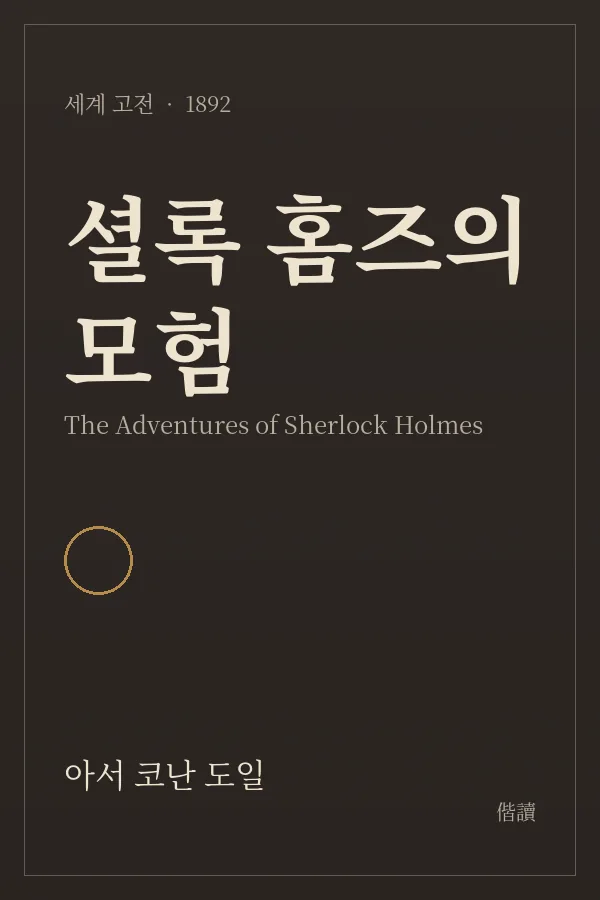 세계 고전 · 1892
셜록 홈즈의
모험
The Adventures of Sherlock Holmes
아서 코난 도일
偕讀